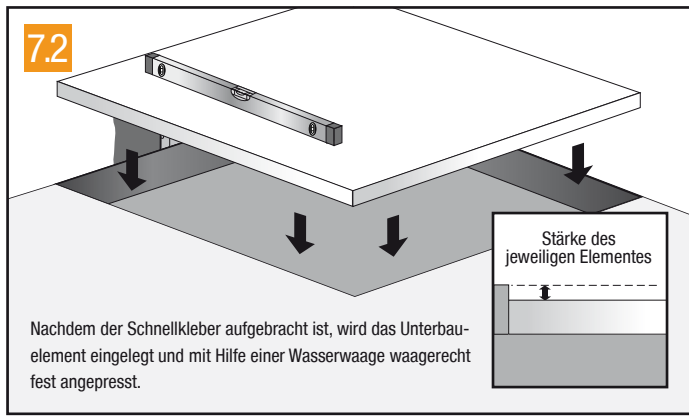 7.2
Stärke des
jeweiligen Elementes
Nachdem der Schnellkleber aufgebracht ist, wird das Unterbau-
element eingelegt und mit Hilfe einer Wasserwaage waagerecht
fest angepresst.